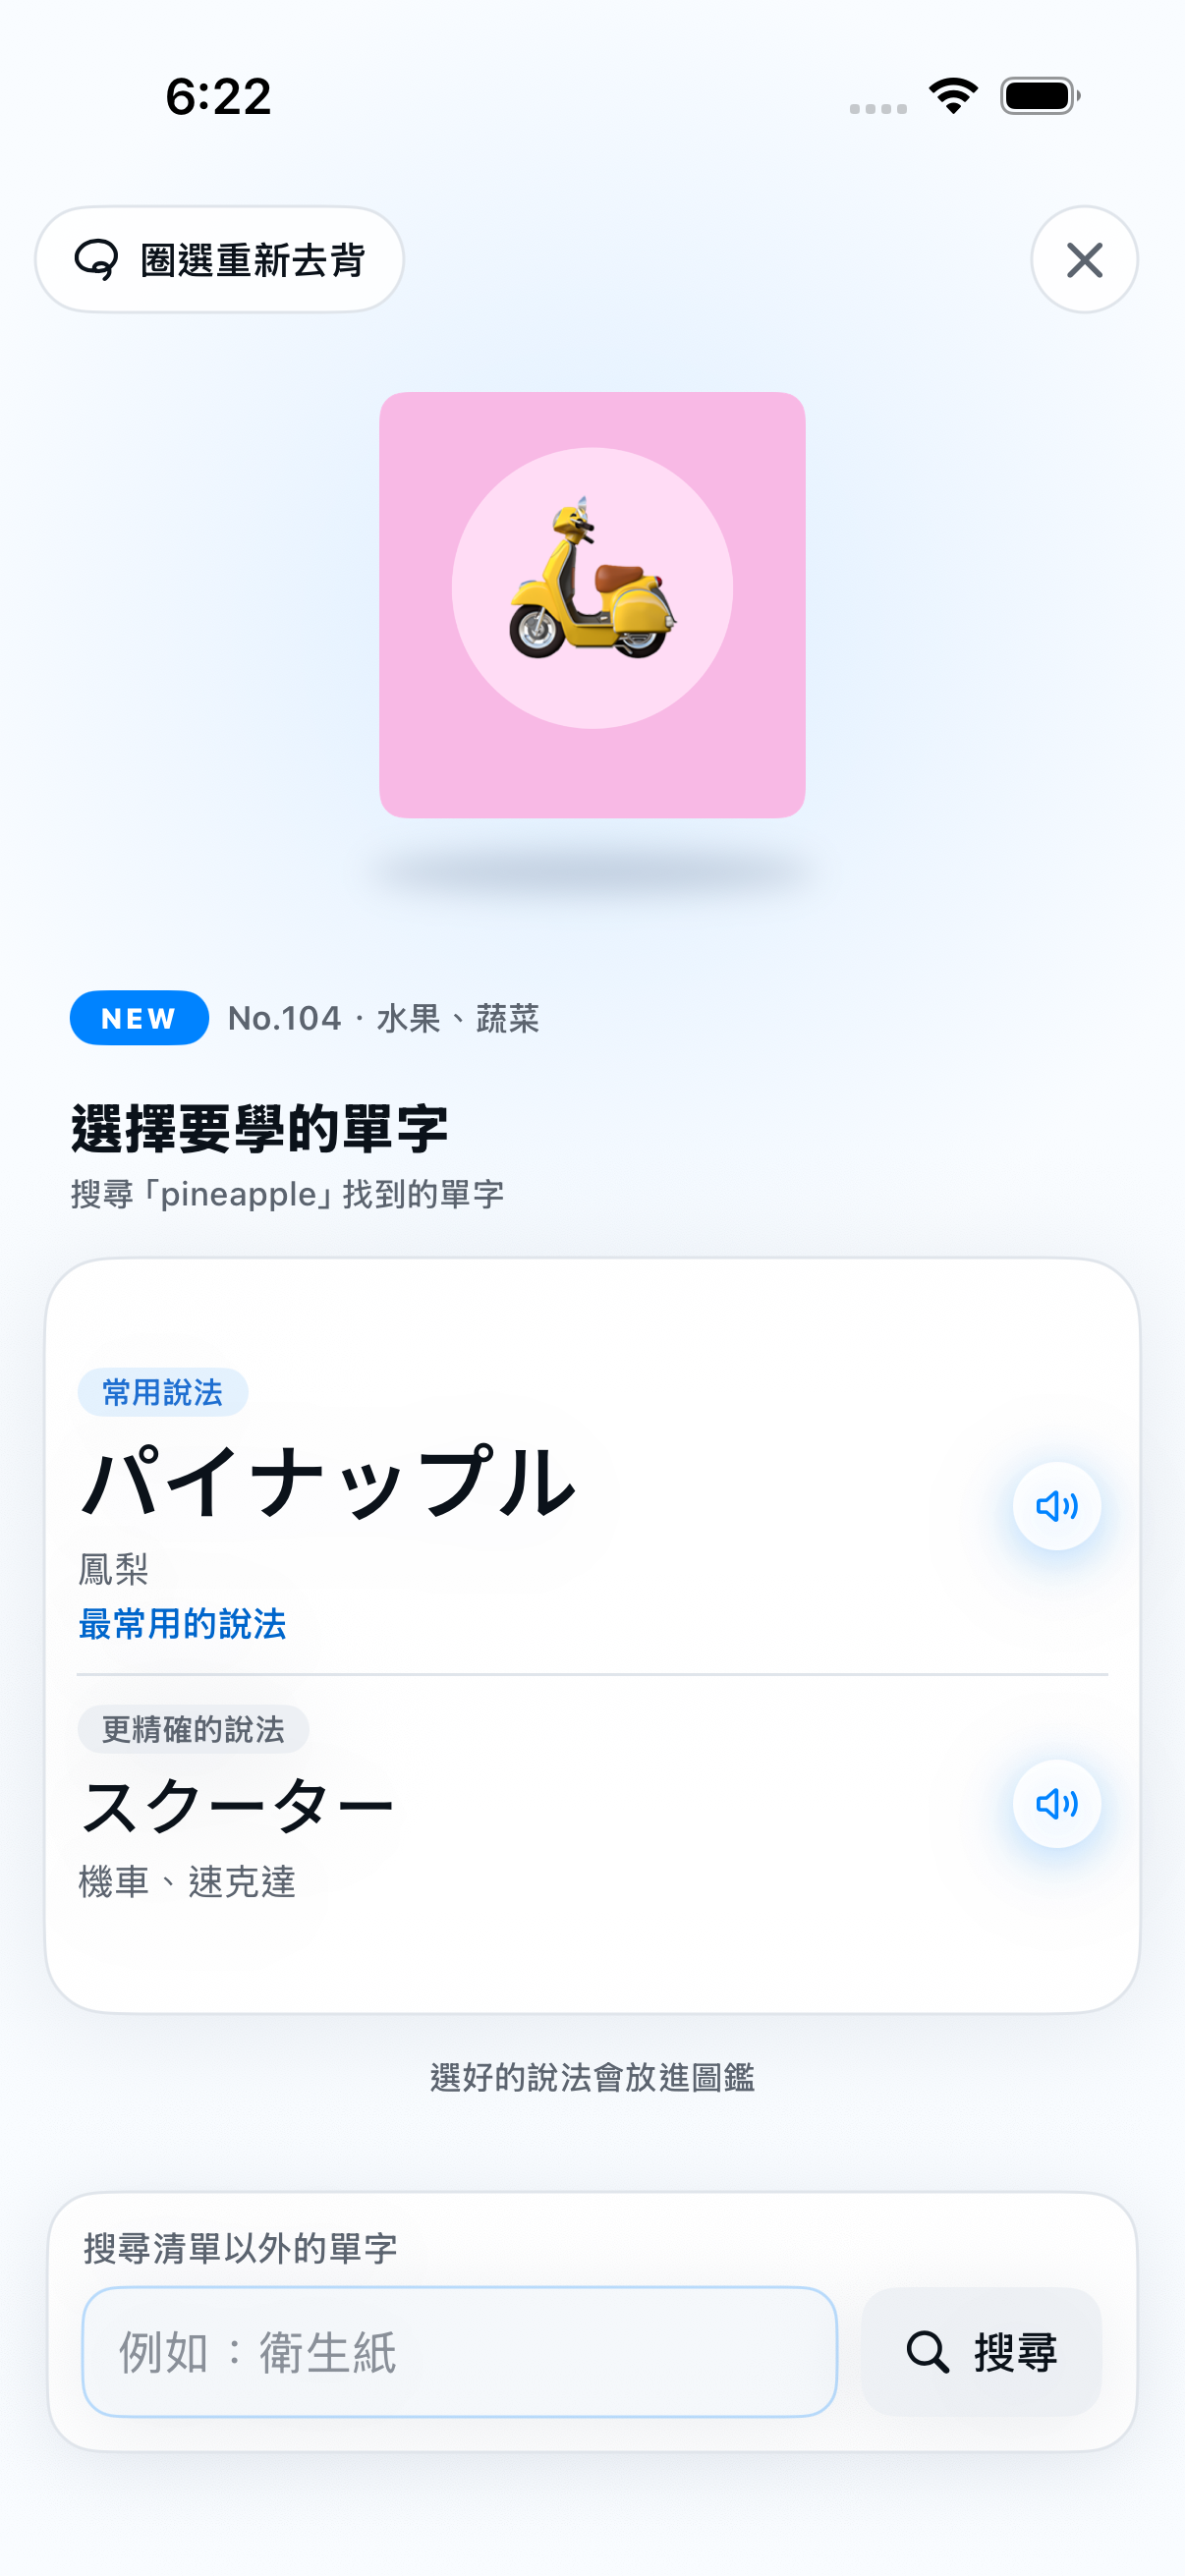 6:22
圈選重新去背
NEW No.104 · 水果、蔬菜
選擇要學的單字
搜尋「pineapple」找到的單字
常用說法
パイナップル
鳳梨
最常用的說法
更精確的說法
スクーター
機車、速克達
選好的說法會放進圖鑑
搜尋清單以外的單字
例如：衛生紙
搜尋